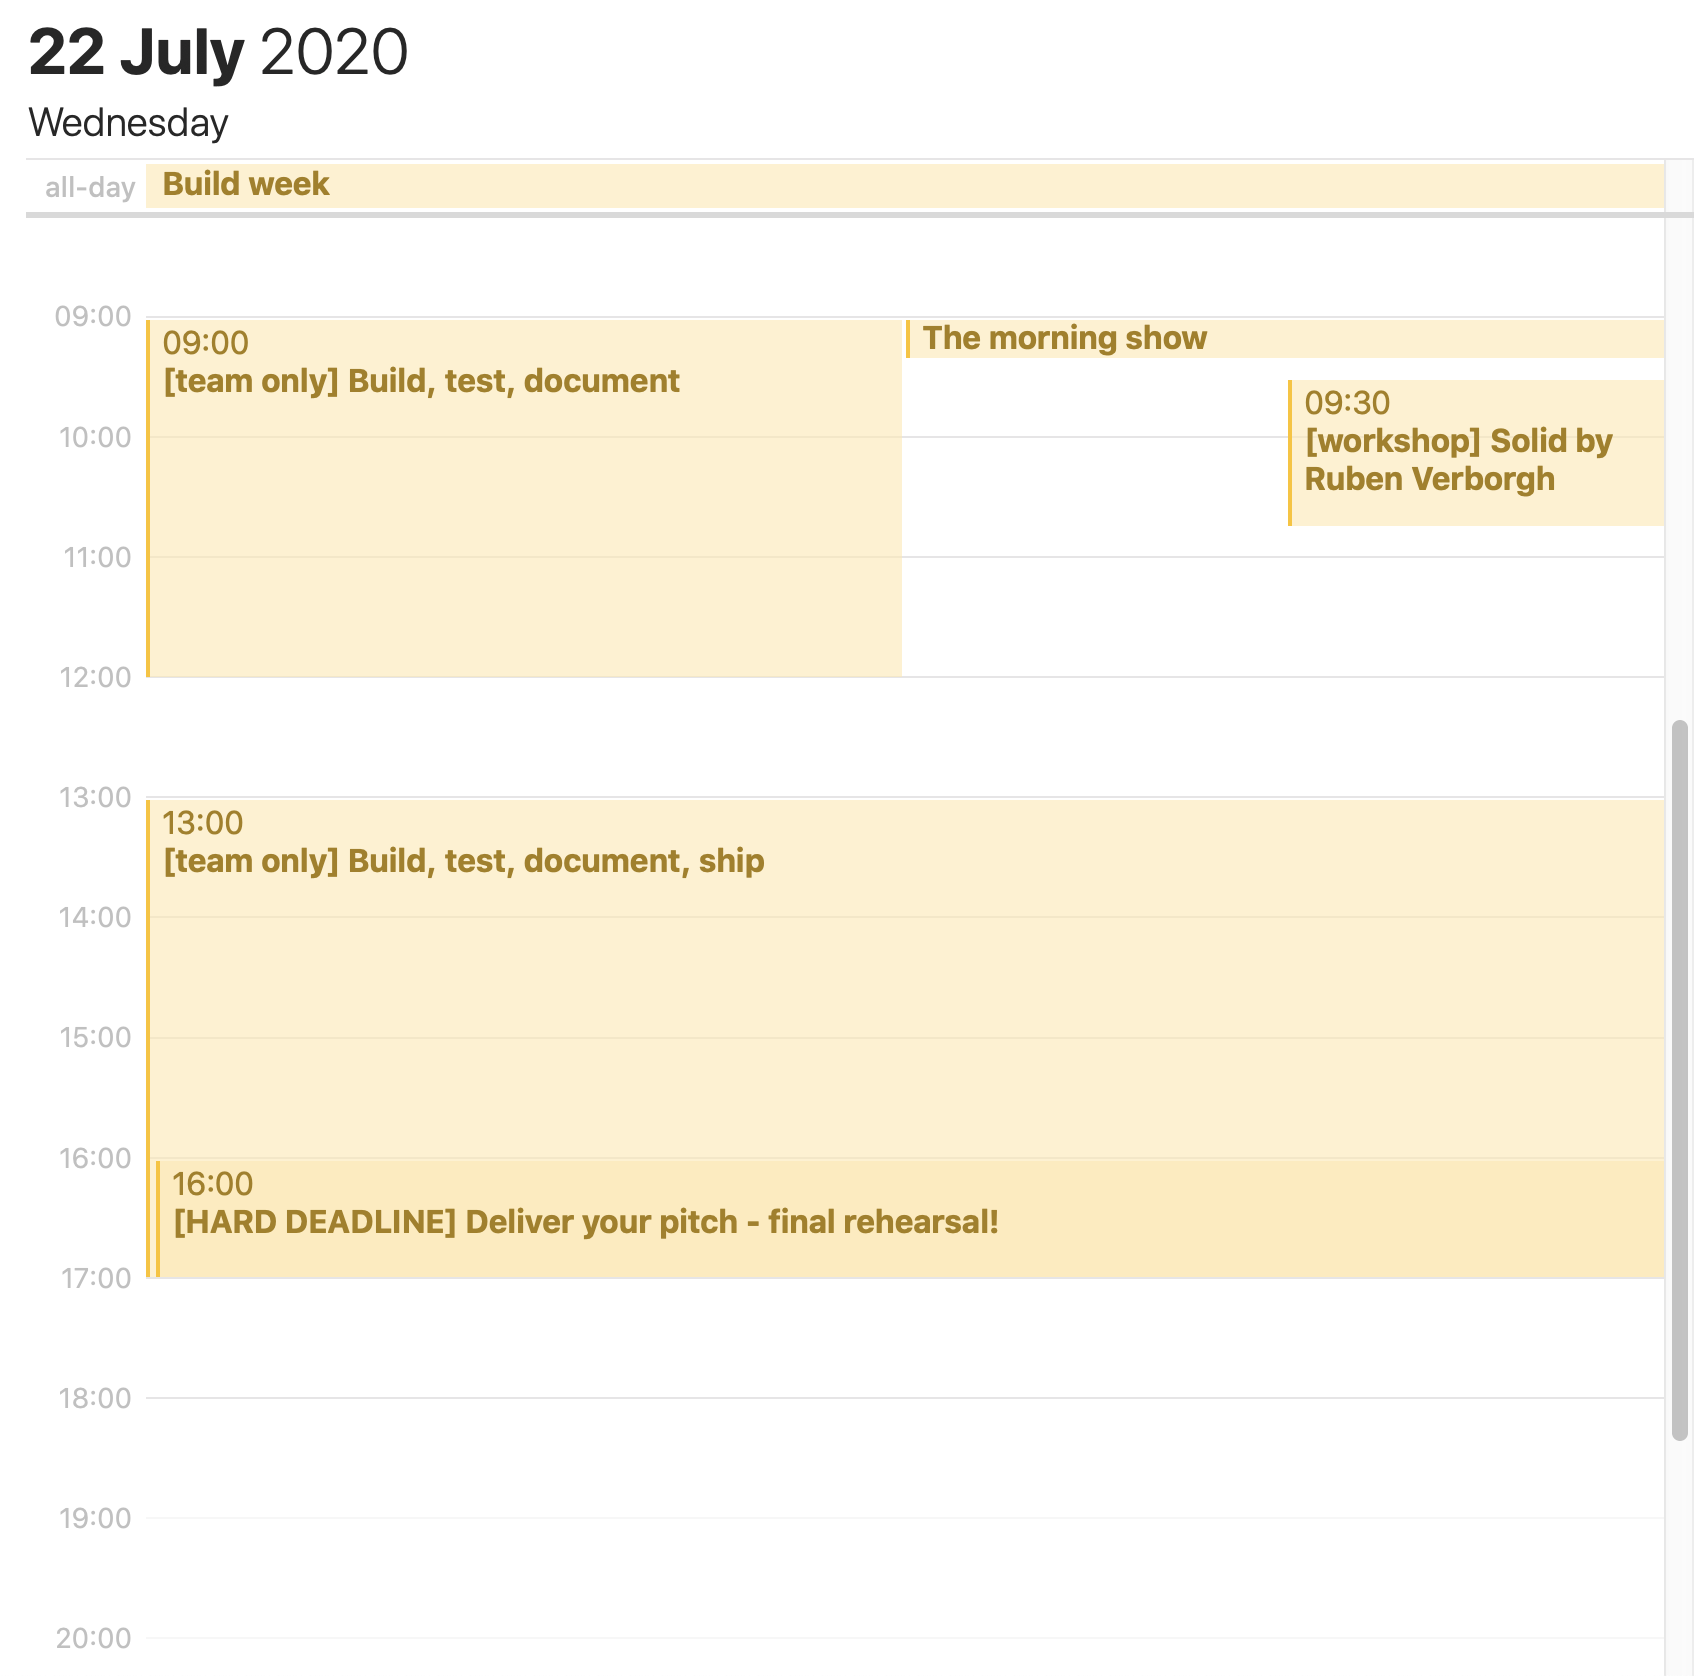 22 July 2020
Wednesday
all-day
Build week
09:00
09:00
[team only] Build, test, document
The morning show
09:30
[workshop] Solid by
Ruben Verborgh
10:00
11:00
12:00
13:00
13:00
[team only] Build, test, document, ship
14:00
15:00
16:00
16:00
[HARD DEADLINE] Deliver your pitch - final rehearsal!
17:00
18:00
19:00
20:00